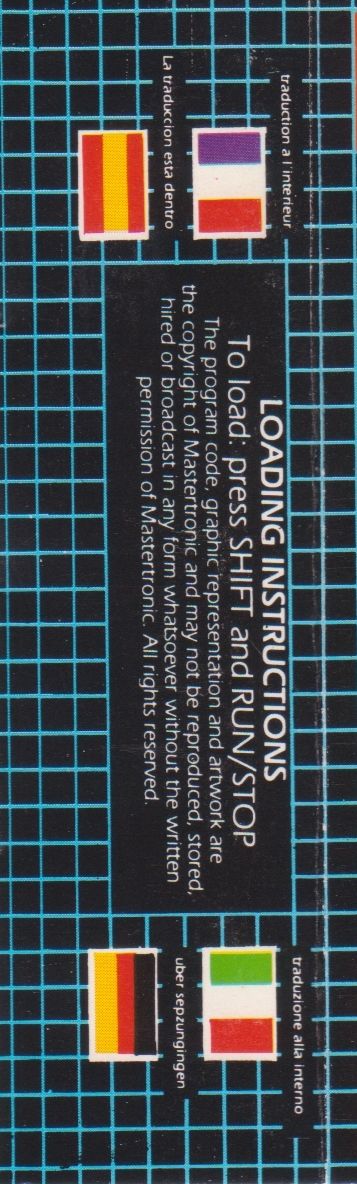 traduction a l'interieur
La traduccion esta dentro
LOADING INSTRUCTIONS
To load: press SHIFT and RUN/STOP
The program code, graphic representation and artwork are
the copyright of Mastertronic and may not be reproduced, stored,
hired or broadcast in any form whatsoever without the written
permission of Mastertronic. All rights reserved.
traduzione alla interno
uber sepzungingen